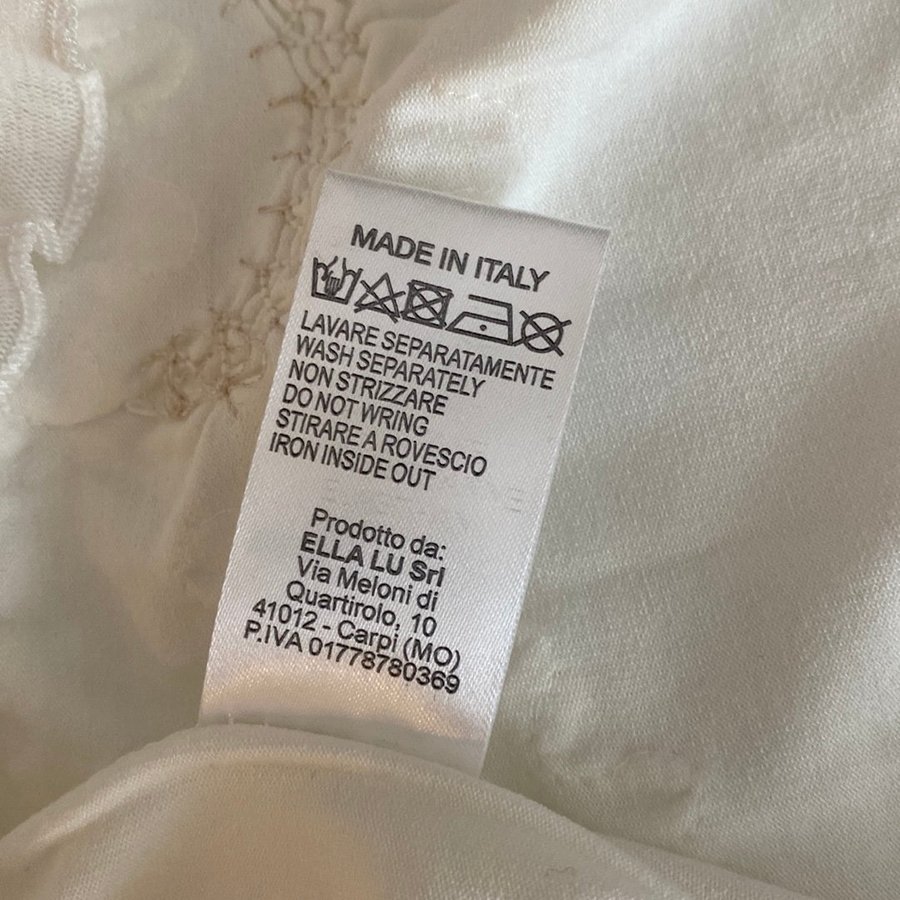 MADE IN ITALY
LAVARE SEPARATAMENTE
WASH SEPARATELY
NON STRIZZARE
DO NOT WRING
STIRARE A ROVESCIO
IRON INSIDE OUT
Prodotto da:
ELLA LU Srl
Via Meloni di
Quartirolo, 10
41012 - Carpi (MO)
P.IVA 01778780369